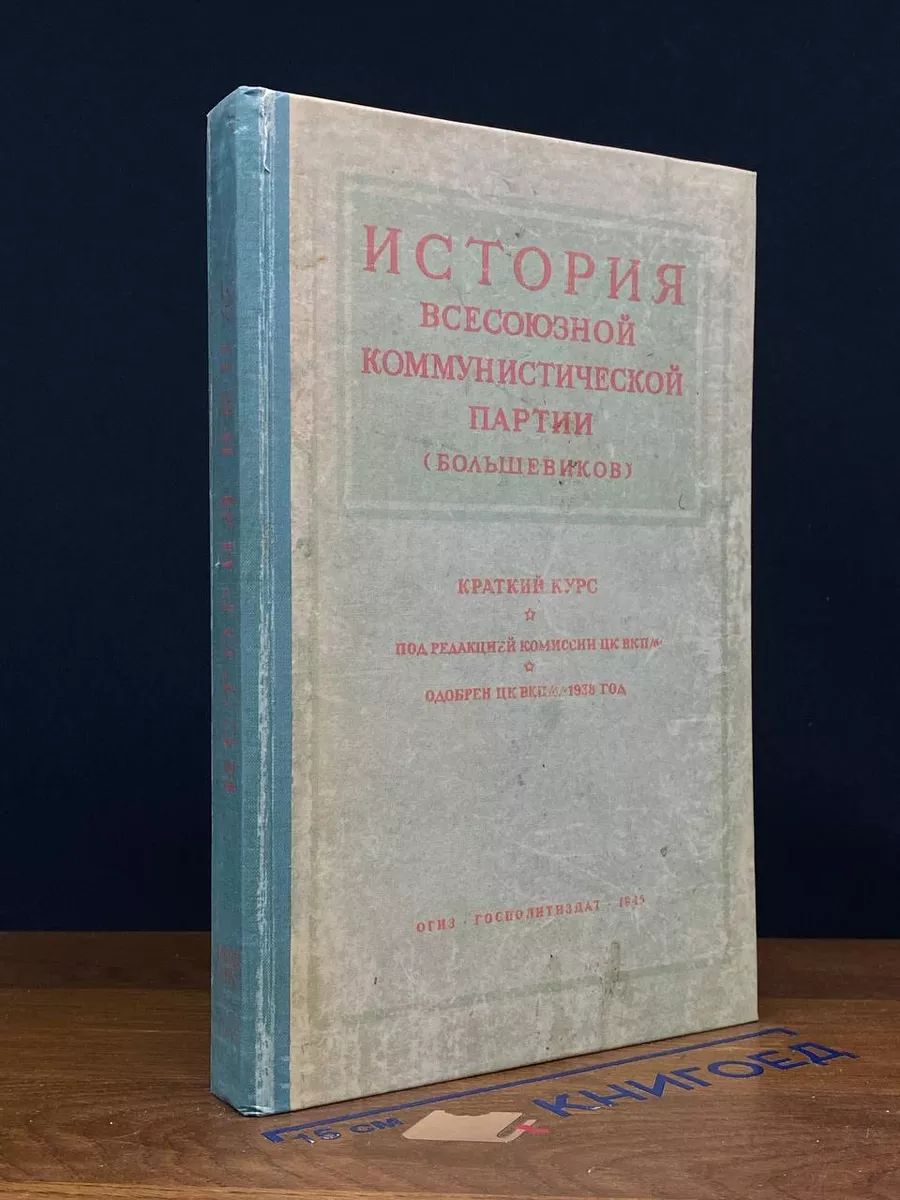 ИСТОРИЯ
ВСЕСОЮЗНОЙ
КОММУНИСТИЧЕСКОЙ
ПАРТИИ
(БОЛЬШЕВИКОВ)
КРАТКИЙ КУРС
ПОД РЕДАКЦИЕЙ КОМИССИИ ЦК ВКП/б/
ОДОБРЕН ЦК ВКП/б/ 1938 ГОД
ОГИЗ · ГОСПОЛИТИЗДАТ · 1945
15 СМ
КНИГОЕД